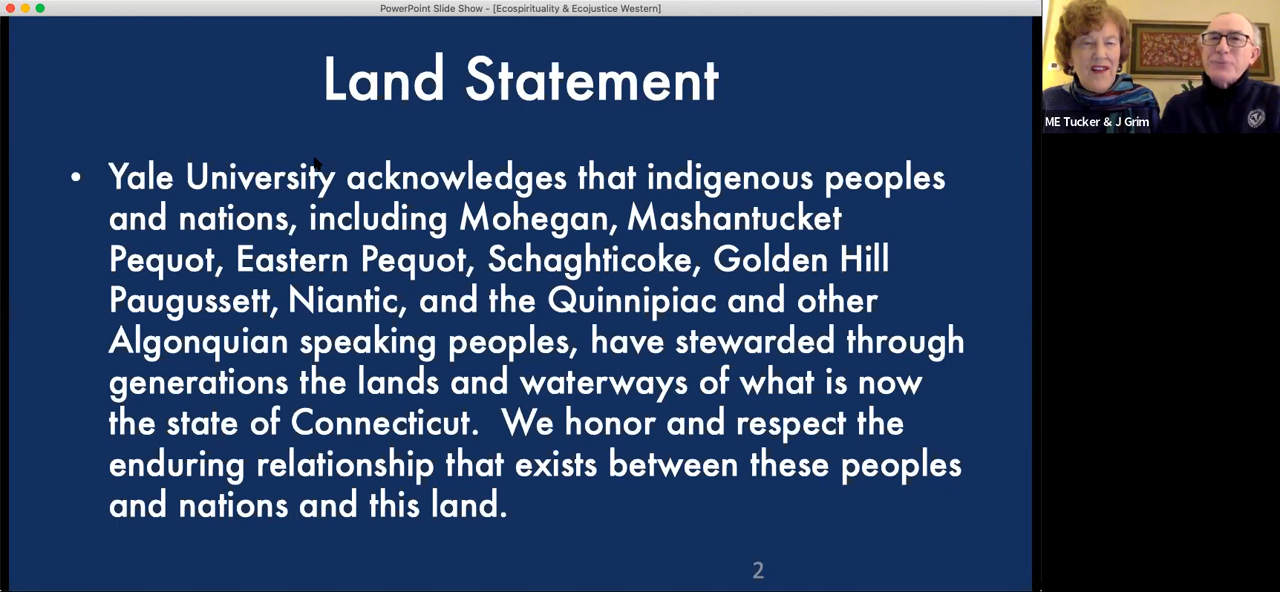 PowerPoint Slide Show - [Ecospirituality & Ecojustice Western]
Land Statement
• Yale University acknowledges that indigenous peoples
and nations, including Mohegan, Mashantucket
Pequot, Eastern Pequot, Schaghticoke, Golden Hill
Paugussett, Niantic, and the Quinnipiac and other
Algonquian speaking peoples, have stewarded through
generations the lands and waterways of what is now
the state of Connecticut.  We honor and respect the
enduring relationship that exists between these peoples
and nations and this land.
2
ME Tucker & J Grim